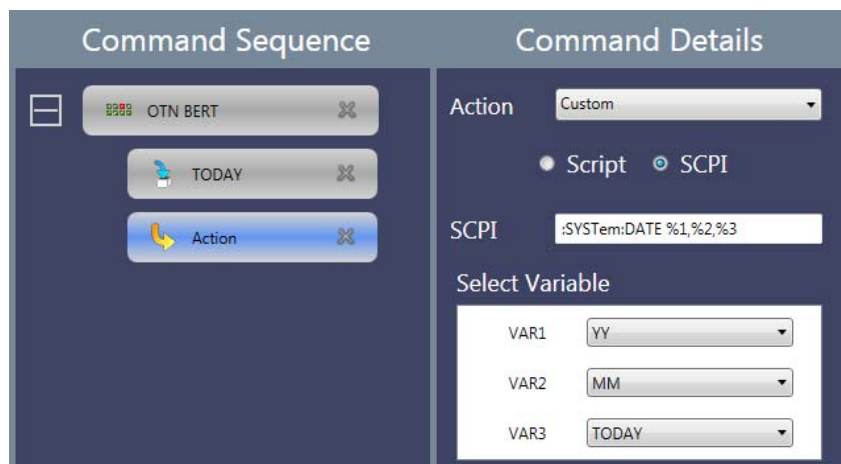 Command Sequence
OTN BERT
TODAY
Action
Command Details
Action Custom
Script SCPI
SCPI :SYSTem:DATE %1,%2,%3
Select Variable
VAR1 YY
VAR2 MM
VAR3 TODAY